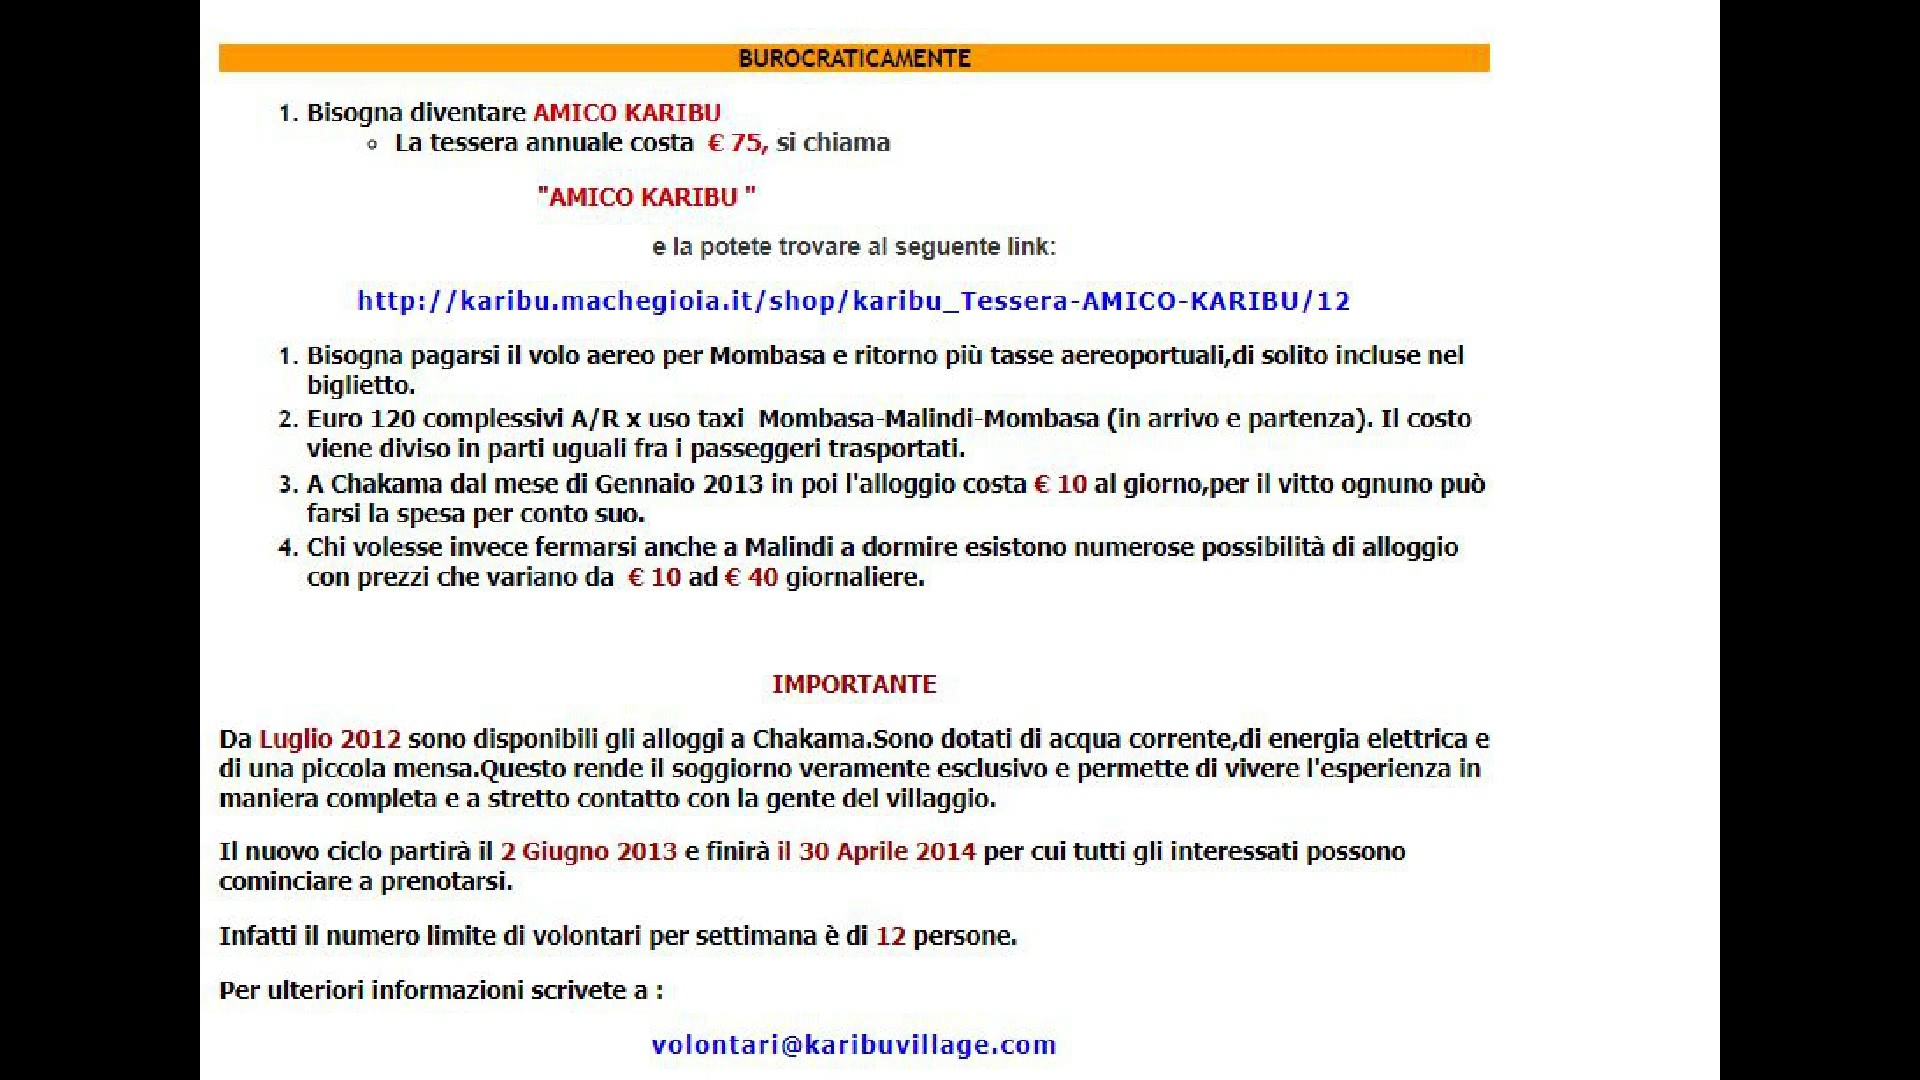 BUROCRATICAMENTE
1. Bisogna diventare AMICO KARIBU
◦ La tessera annuale costa € 75, si chiama
"AMICO KARIBU "
e la potete trovare al seguente link:
http://karibu.machegioia.it/shop/karibu_Tessera-AMICO-KARIBU/12
1. Bisogna pagarsi il volo aereo per Mombasa e ritorno più tasse aereoportuali,di solito incluse nel
biglietto.
2. Euro 120 complessivi A/R x uso taxi Mombasa-Malindi-Mombasa (in arrivo e partenza). Il costo
viene diviso in parti uguali fra i passeggeri trasportati.
3. A Chakama dal mese di Gennaio 2013 in poi l'alloggio costa € 10 al giorno,per il vitto ognuno può
farsi la spesa per conto suo.
4. Chi volesse invece fermarsi anche a Malindi a dormire esistono numerose possibilità di alloggio
con prezzi che variano da € 10 ad € 40 giornaliere.
IMPORTANTE
Da Luglio 2012 sono disponibili gli alloggi a Chakama.Sono dotati di acqua corrente,di energia elettrica e
di una piccola mensa.Questo rende il soggiorno veramente esclusivo e permette di vivere l'esperienza in
maniera completa e a stretto contatto con la gente del villaggio.
Il nuovo ciclo partirà il 2 Giugno 2013 e finirà il 30 Aprile 2014 per cui tutti gli interessati possono
cominciare a prenotarsi.
Infatti il numero limite di volontari per settimana è di 12 persone.
Per ulteriori informazioni scrivete a :
volontari@karibuvillage.com